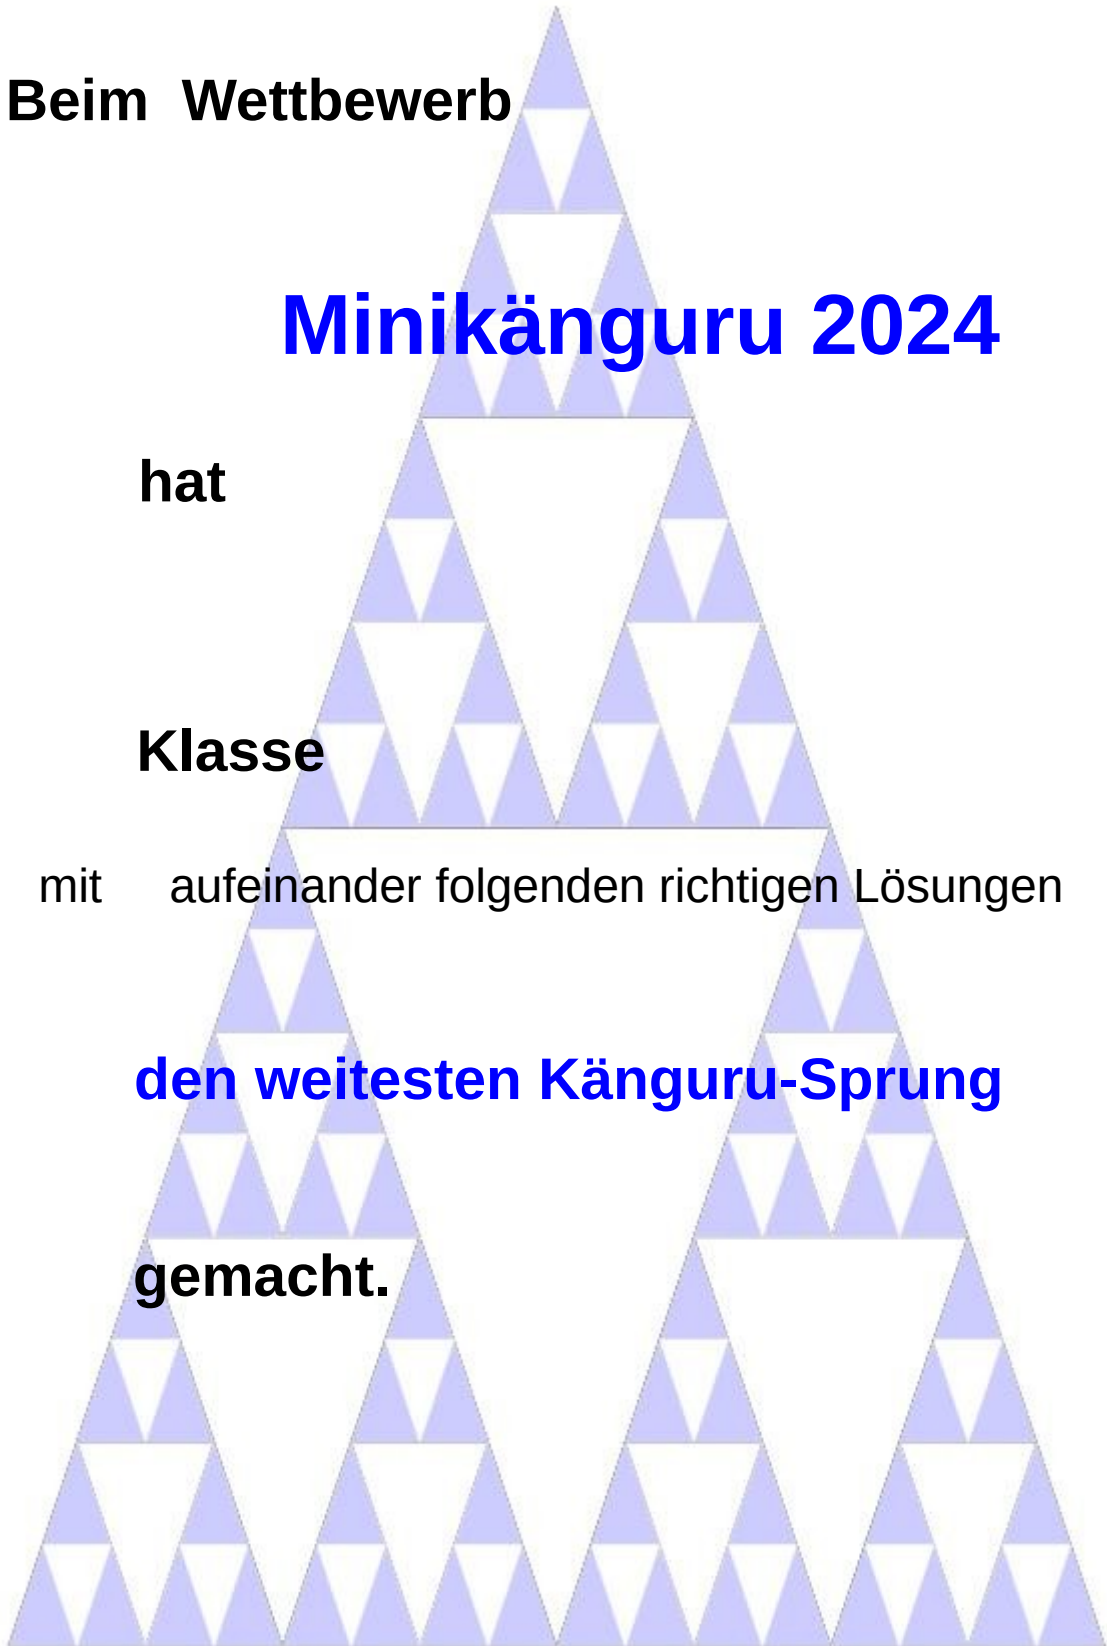 Beim Wettbewerb
Minikänguru 2024
hat
Klasse
mit aufeinander folgenden richtigen Lösungen
den weitesten Känguru-Sprung
gemacht.